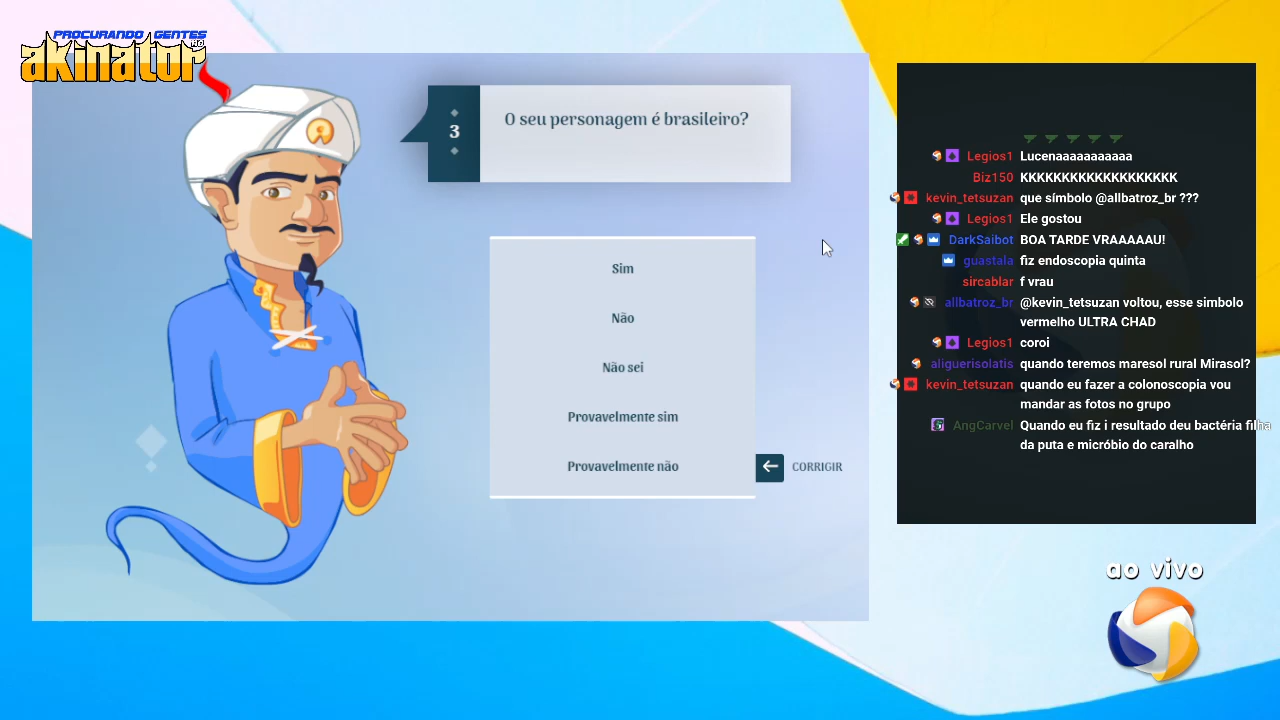 PROCURANDO GENTES
NO
akinator
3
O seu personagem é brasileiro?
Sim
Não
Não sei
Provavelmente sim
Provavelmente não
CORRIGIR
Legios1 Lucenaaaaaaaaaaa
Biz150 KKKKKKKKKKKKKKKKKKK
kevin_tetsuzan que símbolo @allbatroz_br ???
Legios1 Ele gostou
DarkSaibot BOA TARDE VRAAAAAU!
guastala fiz endoscopia quinta
sircablar f vrau
allbatroz_br @kevin_tetsuzan voltou, esse simbolo
vermelho ULTRA CHAD
Legios1 coroi
aliguerisolatis quando teremos maresol rural Mirasol?
kevin_tetsuzan quando eu fazer a colonoscopia vou
mandar as fotos no grupo
AngCarvel Quando eu fiz i resultado deu bactéria filha
da puta e micróbio do caralho
ao vivo